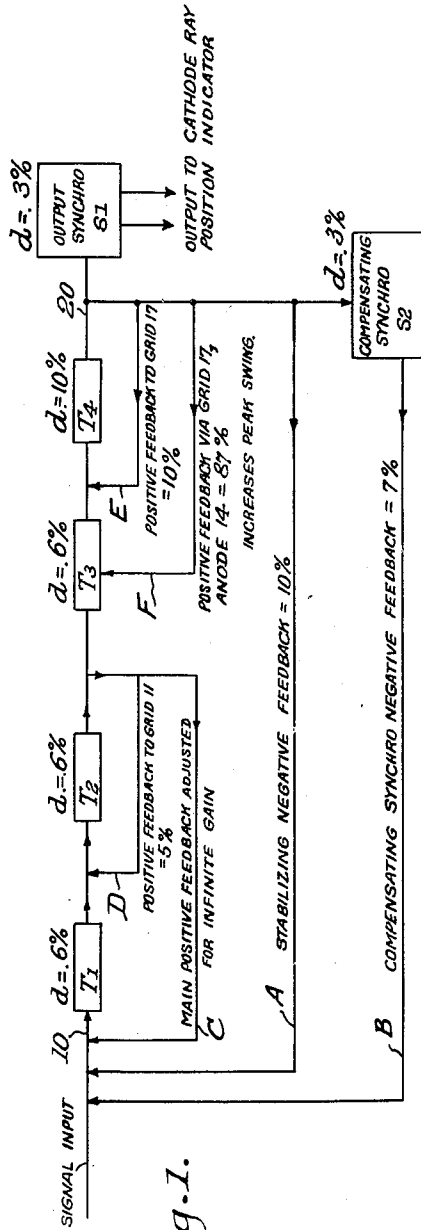 SIGNAL INPUT
10
d=.6%
T1
d=.6%
T2
d=.6%
T3
d=10%
T4
20
d=.3%
OUTPUT
SYNCHRO
S1
OUTPUT TO CATHODE RAY
POSITION INDICATOR
D
POSITIVE FEEDBACK TO GRID 11
=5%
MAIN POSITIVE FEEDBACK ADJUSTED
FOR INFINITE GAIN
C
E
POSITIVE FEEDBACK TO GRID 17
=10%
F
POSITIVE FEEDBACK VIA GRID 17,
ANODE 14 = 87%
INCREASES PEAK SWING.
A
STABILIZING NEGATIVE FEEDBACK = 10%
B
COMPENSATING SYNCHRO NEGATIVE FEEDBACK = 7%
d=.3%
COMPENSATING
SYNCHRO
S2
g.1.